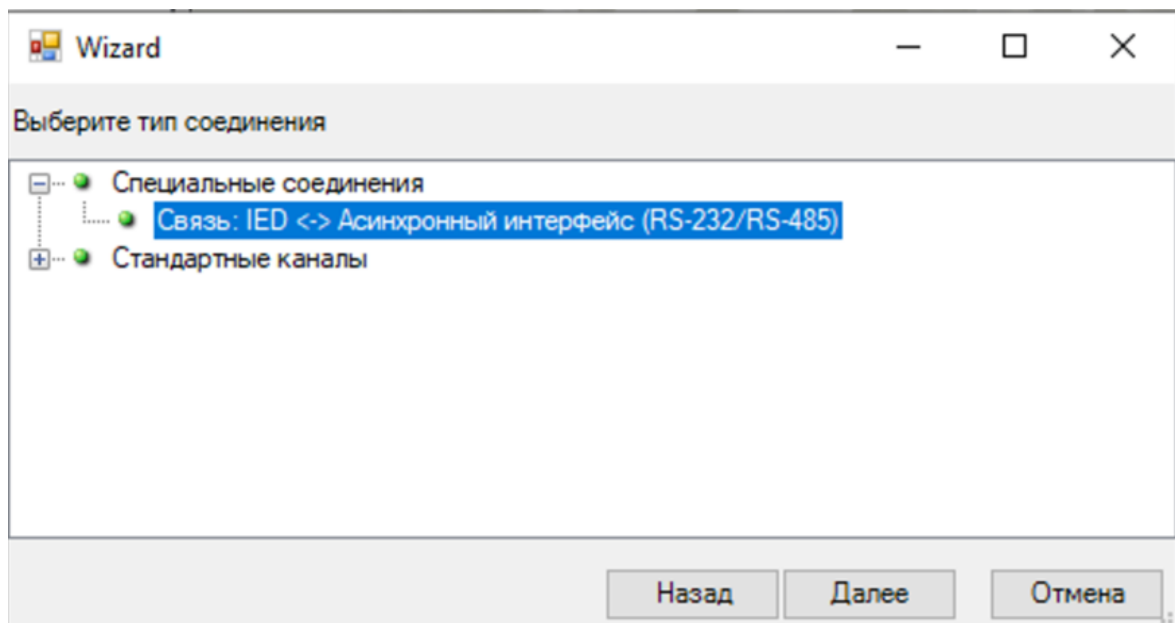 Wizard
Выберите тип соединения
Специальные соединения
Связь: IED <-> Асинхронный интерфейс (RS-232/RS-485)
Стандартные каналы
Назад Далее Отмена